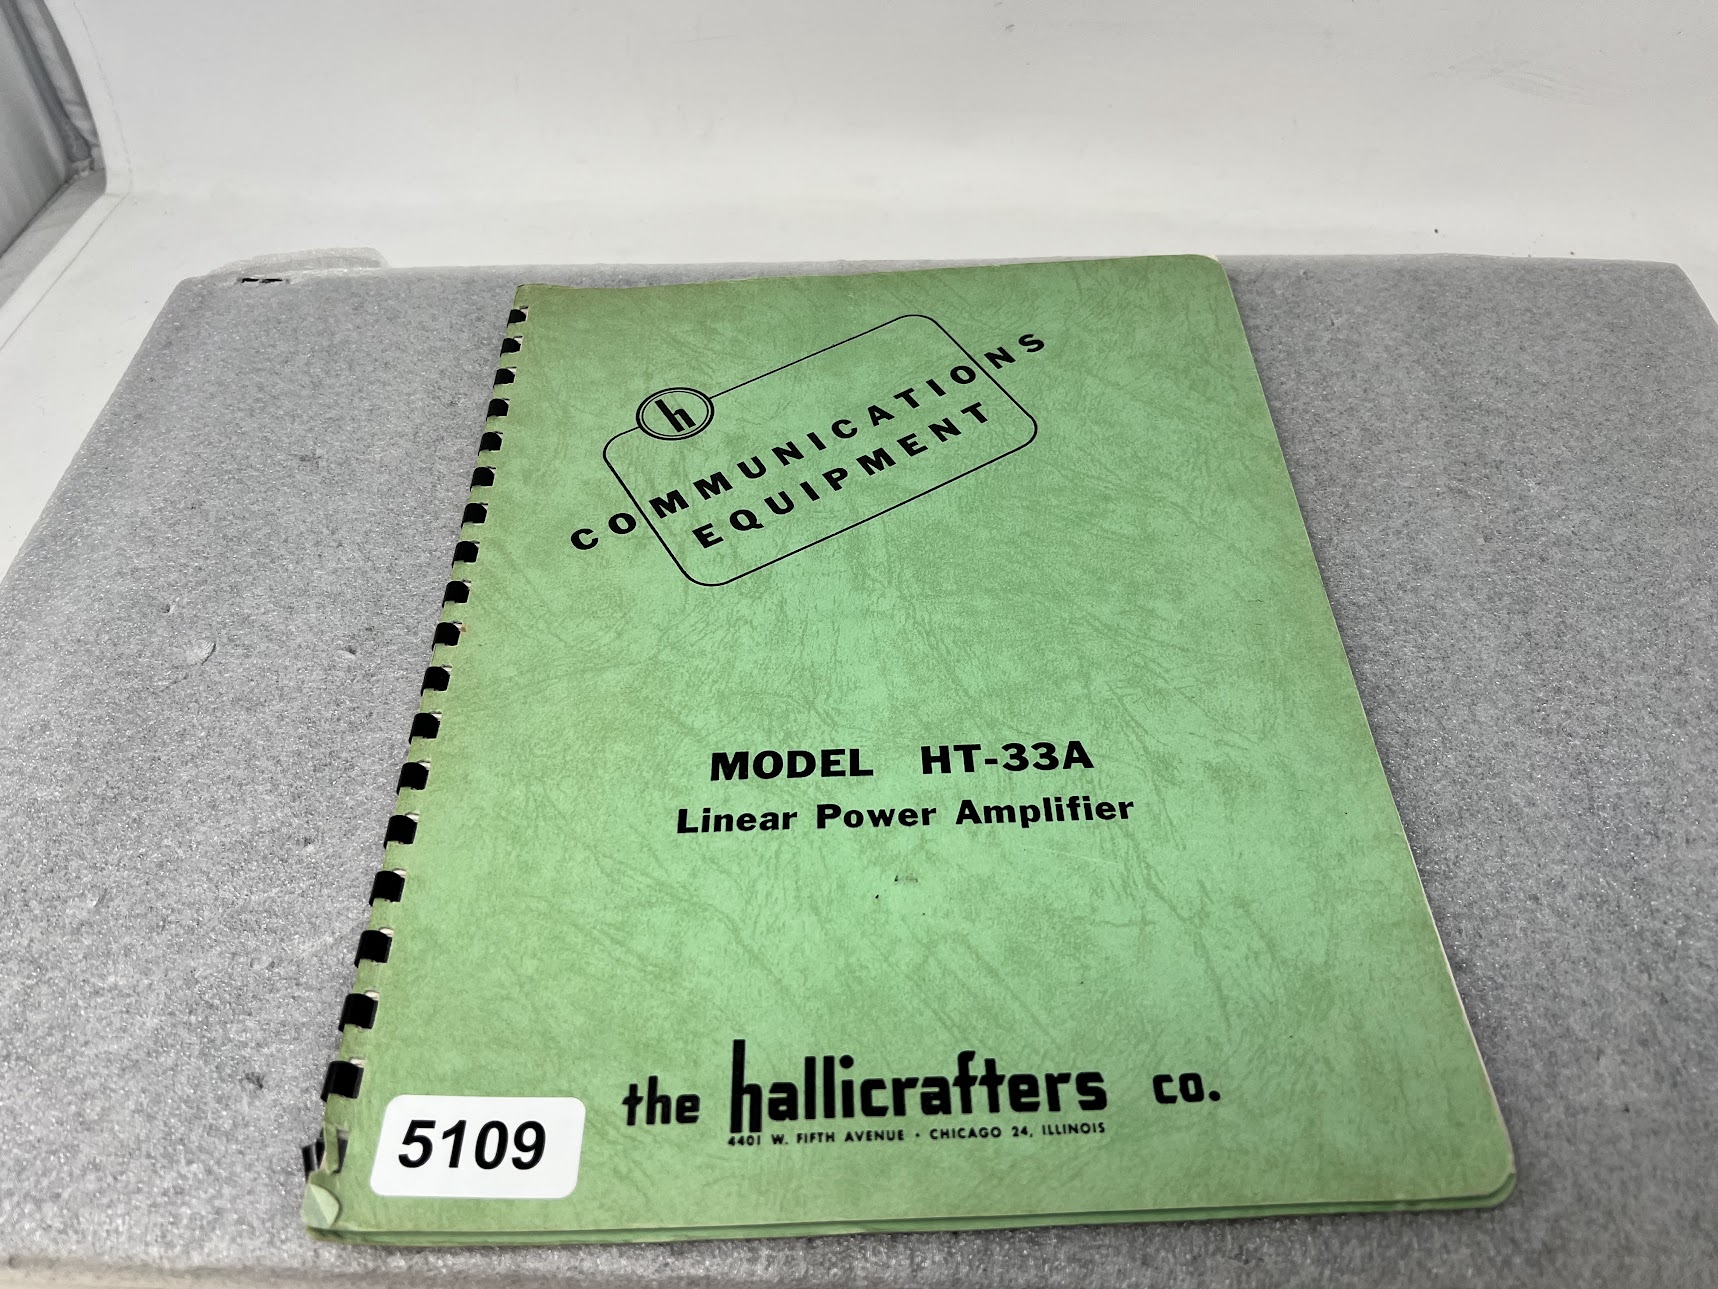 h
COMMUNICATIONS
EQUIPMENT
MODEL HT-33A
Linear Power Amplifier
the hallicrafters co.
4401 W. FIFTH AVENUE • CHICAGO 24, ILLINOIS
5109